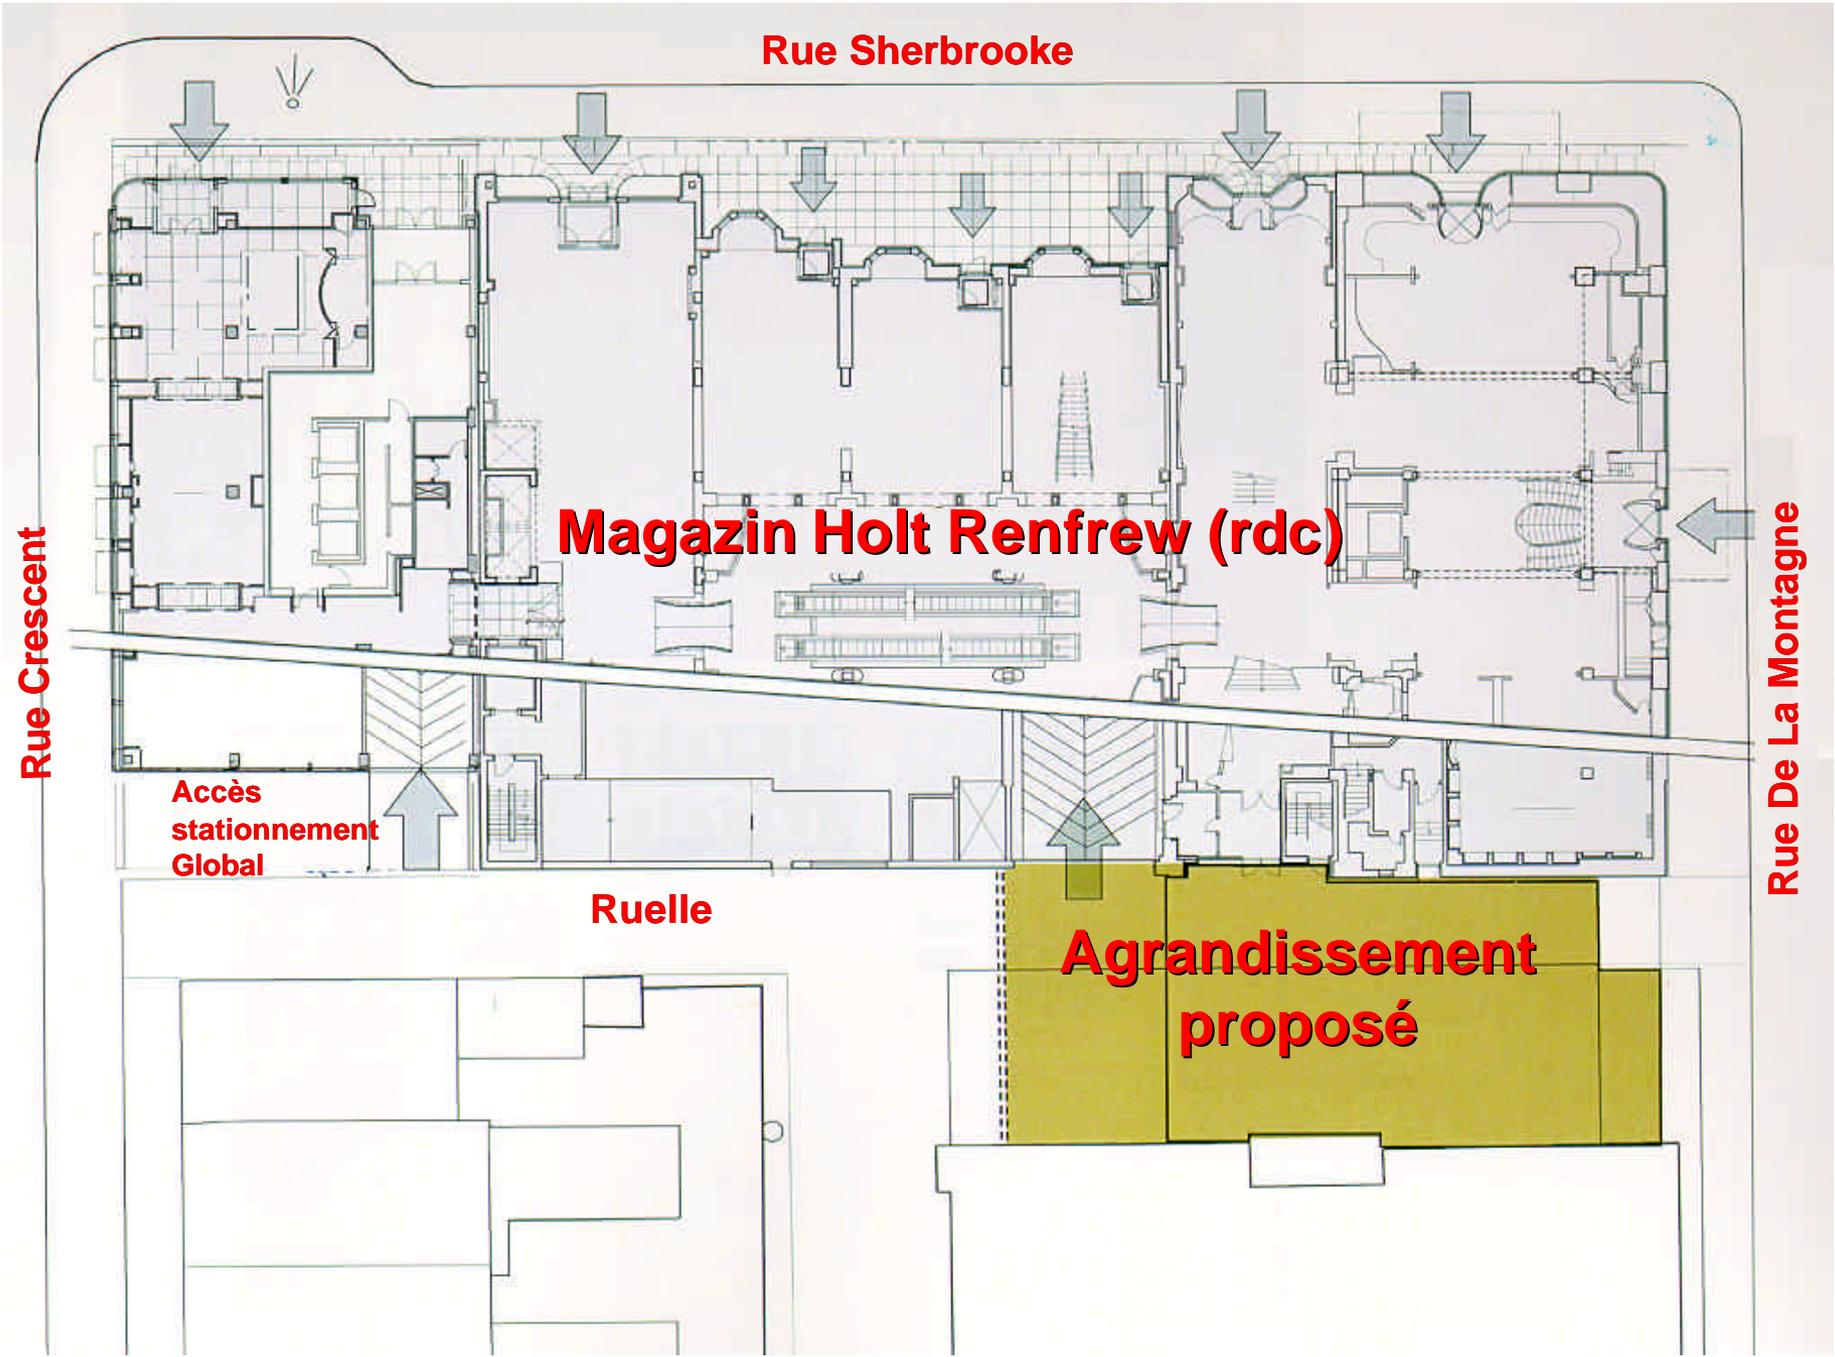 Rue Sherbrooke
Rue Crescent
Magazin Holt Renfrew (rdc)
Rue De La Montagne
Accès
stationnement
Global
Ruelle
Agrandissement
proposé